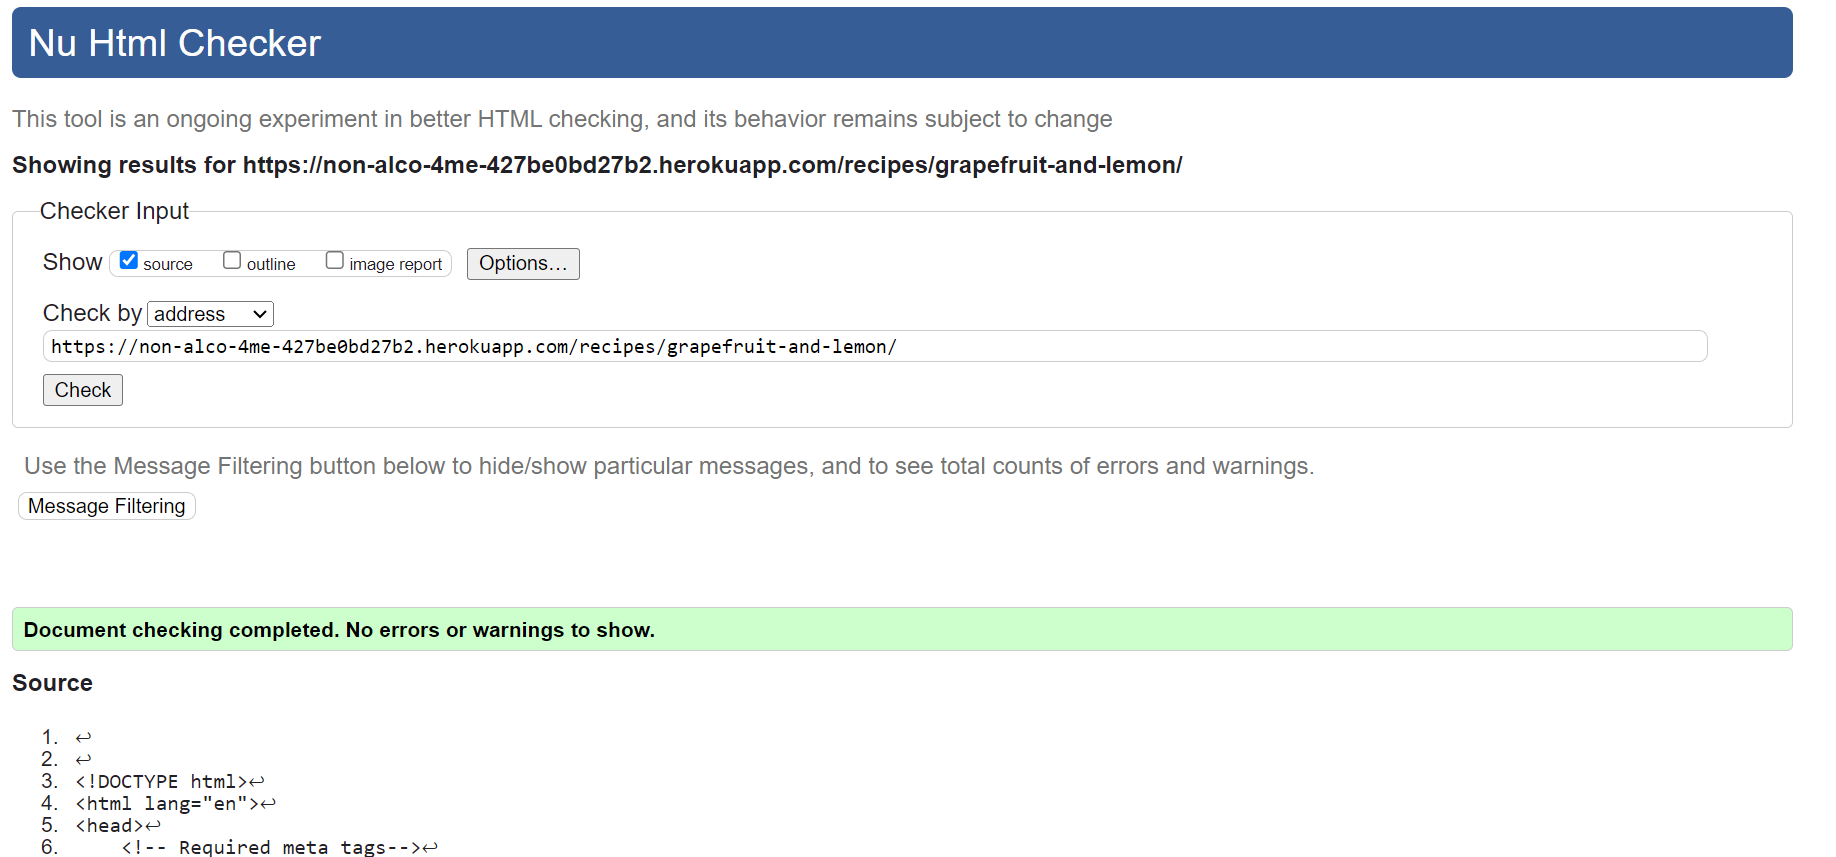 Nu Html Checker
This tool is an ongoing experiment in better HTML checking, and its behavior remains subject to change
Showing results for https://non-alco-4me-427be0bd27b2.herokuapp.com/recipes/grapefruit-and-lemon/
Checker Input
Show source outline image report Options...
Check by address
https://non-alco-4me-427be0bd27b2.herokuapp.com/recipes/grapefruit-and-lemon/
Check
Use the Message Filtering button below to hide/show particular messages, and to see total counts of errors and warnings.
Message Filtering
Document checking completed. No errors or warnings to show.
Source
1. ↩
2. ↩
3. <!DOCTYPE html>↩
4. <html lang="en">↩
5. <head>↩
6. <!-- Required meta tags-->↩